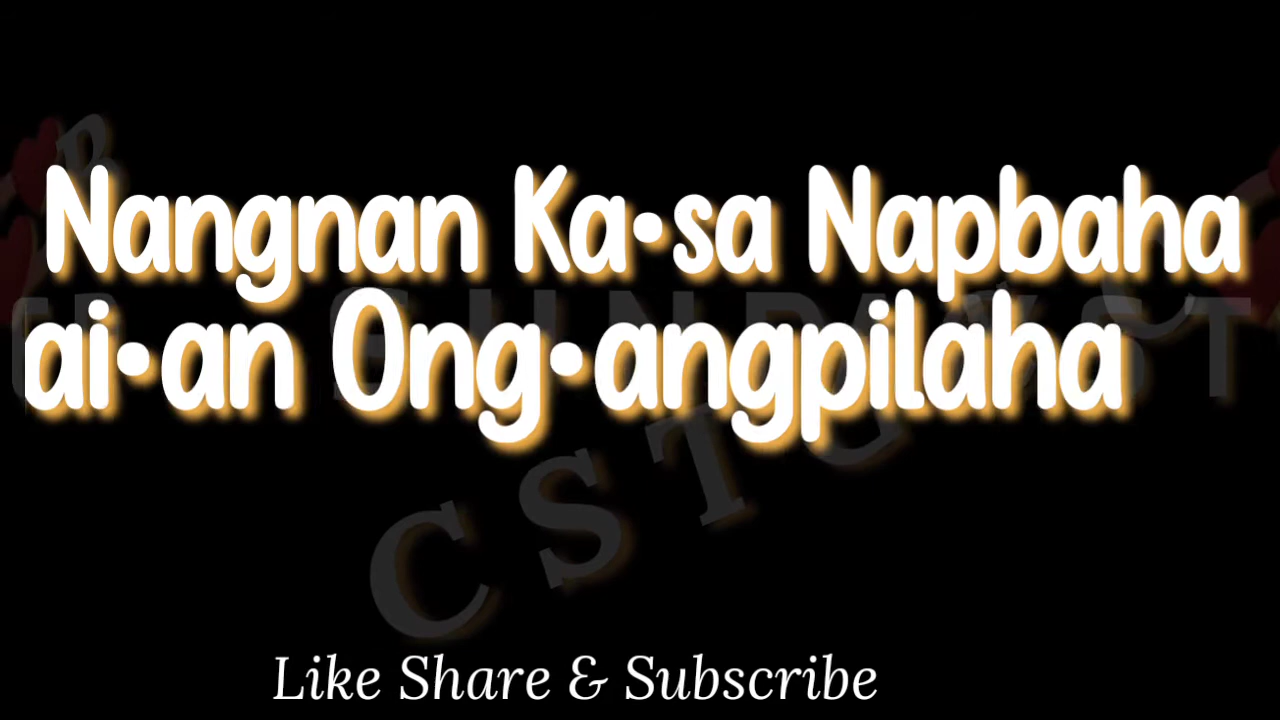 Nangnan Ka•sa Napbaha
ai•an Ong•angpilaha
Like Share & Subscribe